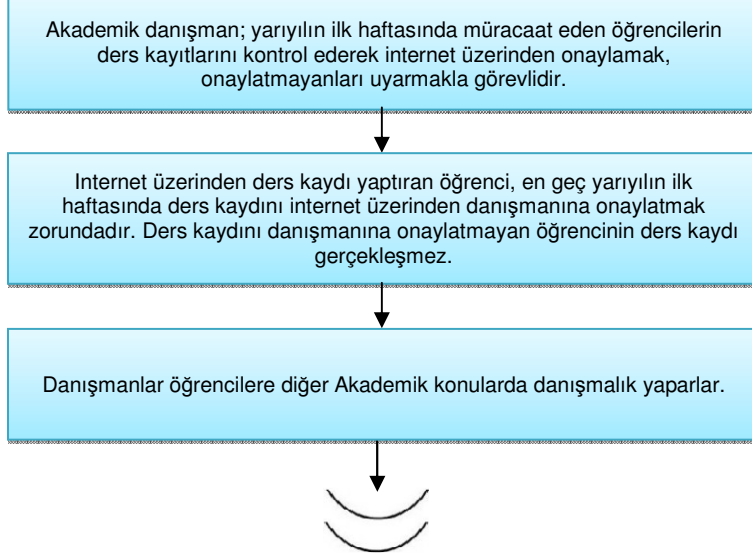 Akademik danışman; yarıyılın ilk haftasında müracaat eden öğrencilerin
ders kayıtlarını kontrol ederek internet üzerinden onaylamak,
onaylatmayanları uyarmakla görevlidir.
Internet üzerinden ders kaydı yaptıran öğrenci, en geç yarıyılın ilk
haftasında ders kaydını internet üzerinden danışmanına onaylatmak
zorundadır. Ders kaydını danışmanına onaylatmayan öğrencinin ders kaydı
gerçekleşmez.
Danışmanlar öğrencilere diğer Akademik konularda danışmalık yaparlar.